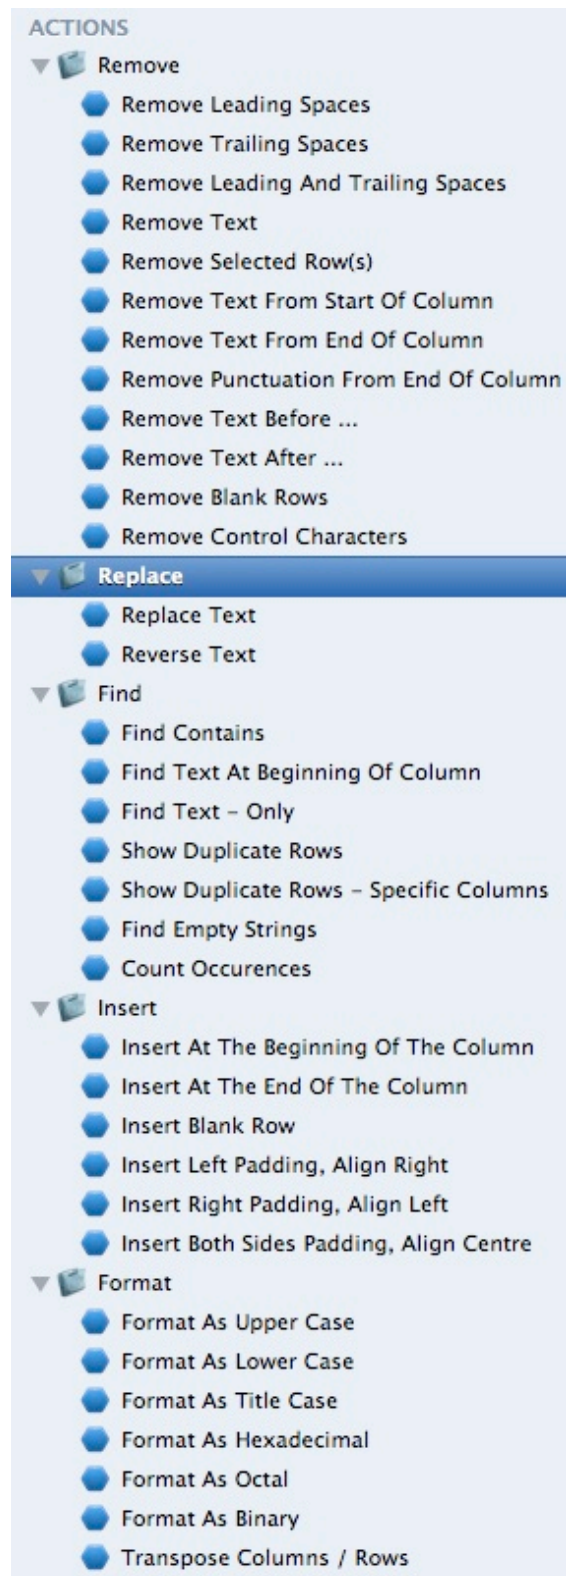 ACTIONS
Remove
Remove Leading Spaces
Remove Trailing Spaces
Remove Leading And Trailing Spaces
Remove Text
Remove Selected Row(s)
Remove Text From Start Of Column
Remove Text From End Of Column
Remove Punctuation From End Of Column
Remove Text Before ...
Remove Text After ...
Remove Blank Rows
Remove Control Characters
Replace
Replace Text
Reverse Text
Find
Find Contains
Find Text At Beginning Of Column
Find Text – Only
Show Duplicate Rows
Show Duplicate Rows – Specific Columns
Find Empty Strings
Count Occurences
Insert
Insert At The Beginning Of The Column
Insert At The End Of The Column
Insert Blank Row
Insert Left Padding, Align Right
Insert Right Padding, Align Left
Insert Both Sides Padding, Align Centre
Format
Format As Upper Case
Format As Lower Case
Format As Title Case
Format As Hexadecimal
Format As Octal
Format As Binary
Transpose Columns / Rows